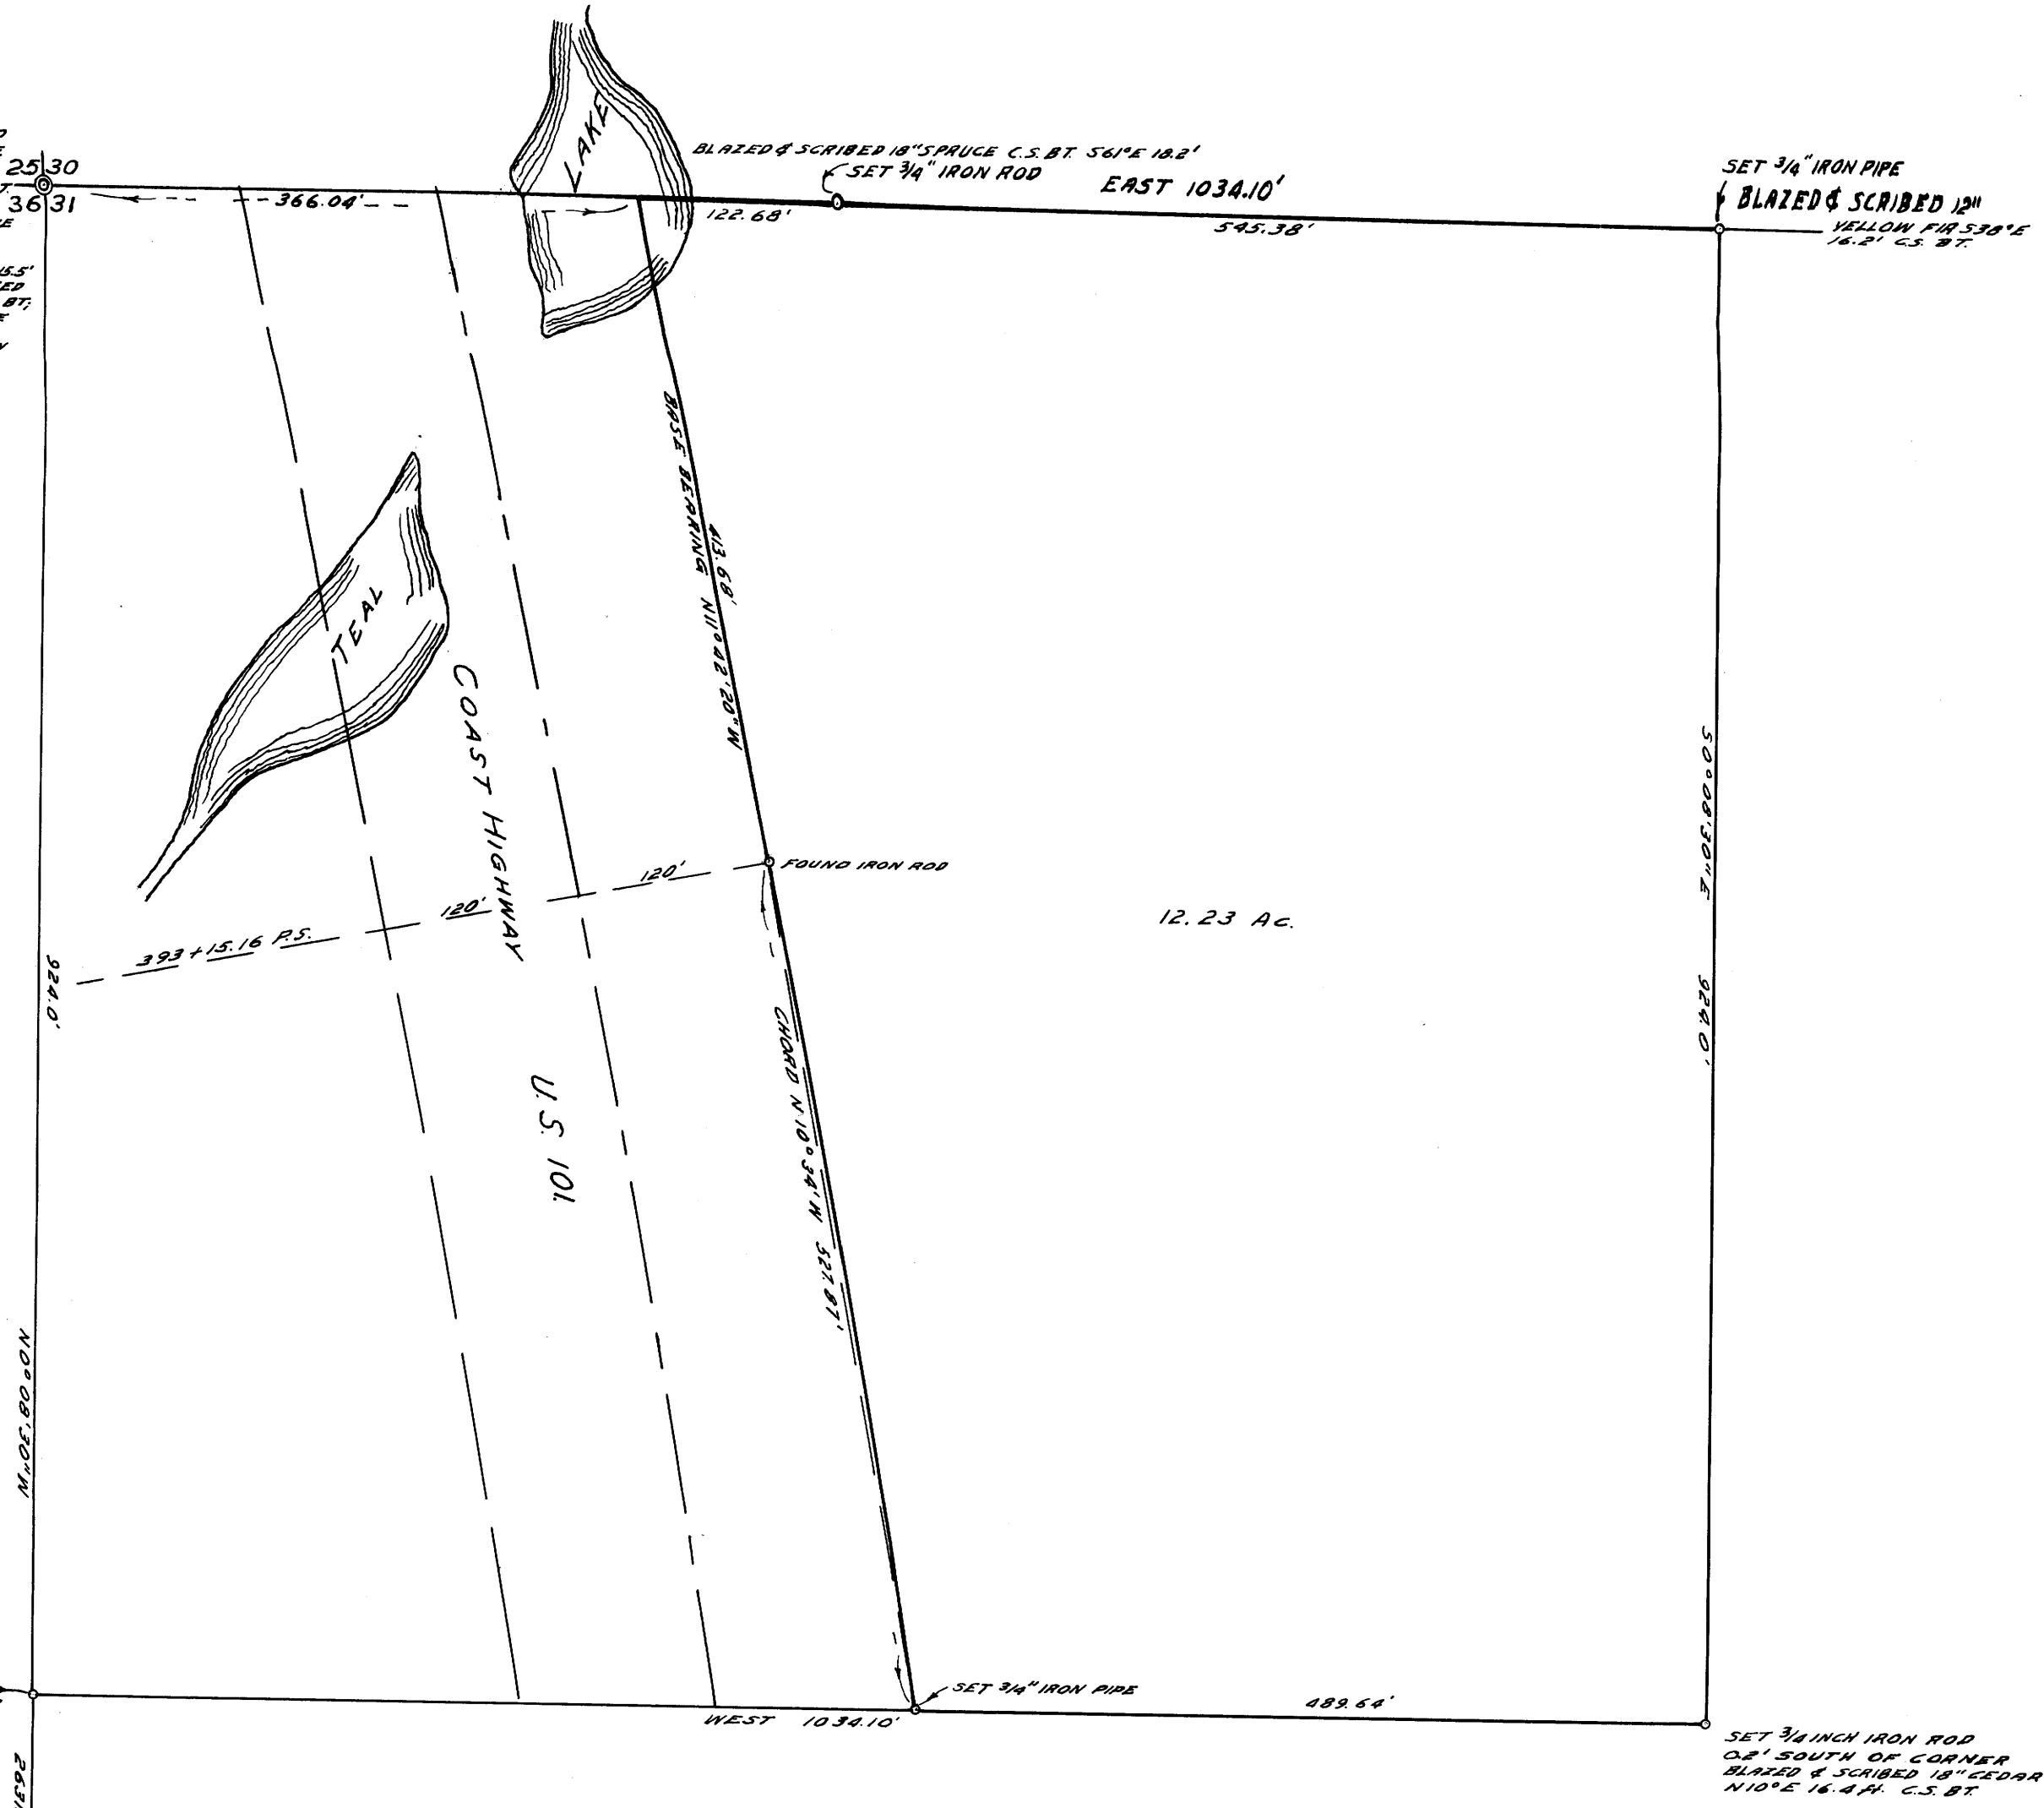 25 30
36 31
15.5'
BT;
LAKE
BLAZED & SCRIBED 18" SPRUCE C.S. BT. S61°E 18.2'
SET 3/4" IRON ROD
EAST 1034.10'
366.04'
122.68'
545.38'
SET 3/4" IRON PIPE
BLAZED & SCRIBED 12"
YELLOW FIR S38°E
16.2' C.S. BT.
BASE BEARING N11°42'20"W
413.68'
TEAL
COAST HIGHWAY
U.S. 101.
FOUND IRON ROD
120'
120'
393+15.16 P.S.
12.23 AC.
S0°08'30"E 924.0'
924.0'
N0°08'30"W
CHORD N10°34'W 527.87'
SET 3/4" IRON PIPE
WEST 1034.10'
489.64'
SET 3/4 INCH IRON ROD
0.2' SOUTH OF CORNER
BLAZED & SCRIBED 18" CEDAR
N10°E 16.4 ft. C.S. BT.